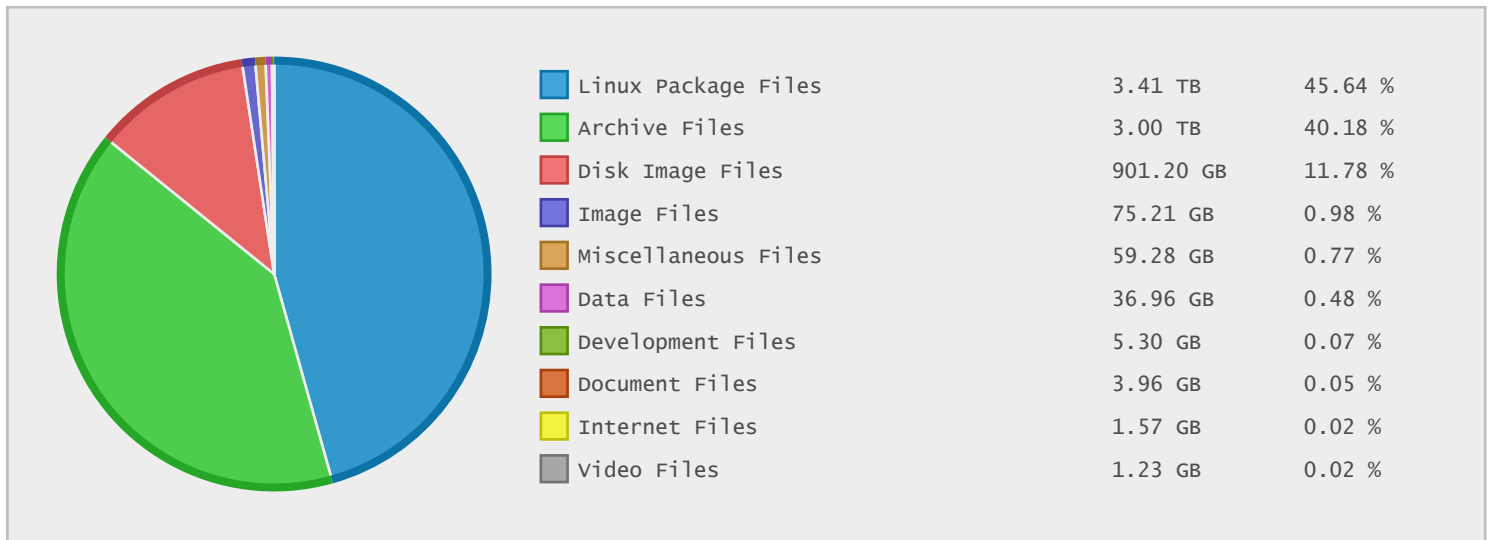 Linux Package Files 3.41 TB 45.64 %
Archive Files 3.00 TB 40.18 %
Disk Image Files 901.20 GB 11.78 %
Image Files 75.21 GB 0.98 %
Miscellaneous Files 59.28 GB 0.77 %
Data Files 36.96 GB 0.48 %
Development Files 5.30 GB 0.07 %
Document Files 3.96 GB 0.05 %
Internet Files 1.57 GB 0.02 %
Video Files 1.23 GB 0.02 %